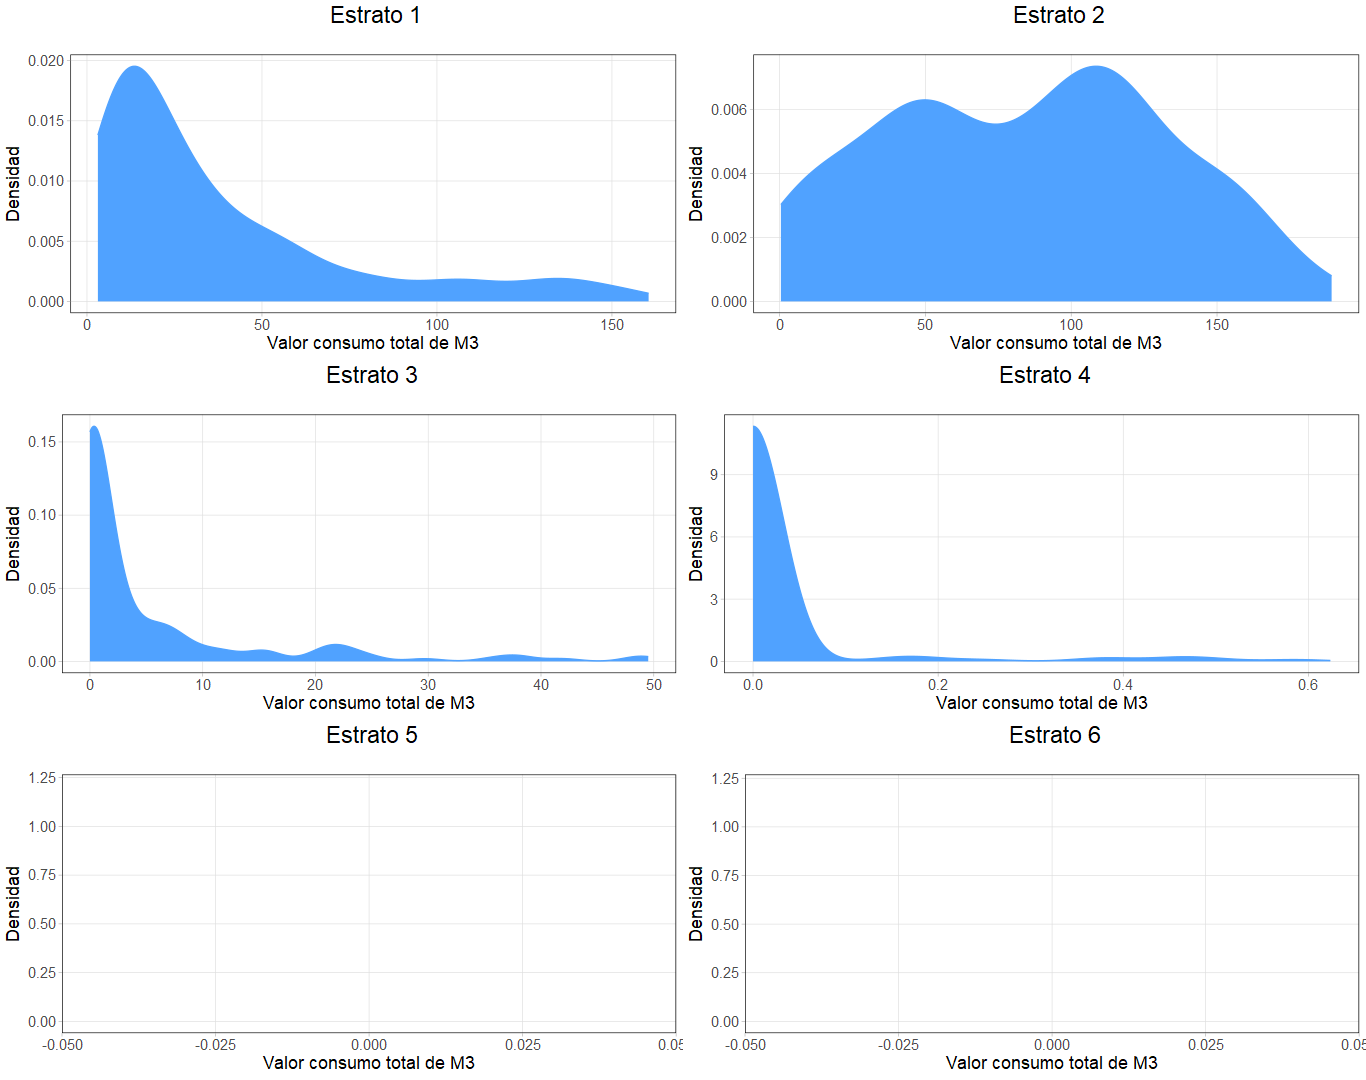 Estrato 1
Densidad
0.020
0.015
0.010
0.005
0.000
0 50 100 150
Valor consumo total de M3
Estrato 2
Densidad
0.006
0.004
0.002
0.000
0 50 100 150
Valor consumo total de M3
Estrato 3
Densidad
0.15
0.10
0.05
0.00
0 10 20 30 40 50
Valor consumo total de M3
Estrato 4
Densidad
9
6
3
0
0.0 0.2 0.4 0.6
Valor consumo total de M3
Estrato 5
Densidad
1.25
1.00
0.75
0.50
0.25
0.00
-0.050 -0.025 0.000 0.025
Valor consumo total de M3
Estrato 6
Densidad
1.25
1.00
0.75
0.50
0.25
0.00
-0.050 -0.025 0.000 0.025
Valor consumo total de M3